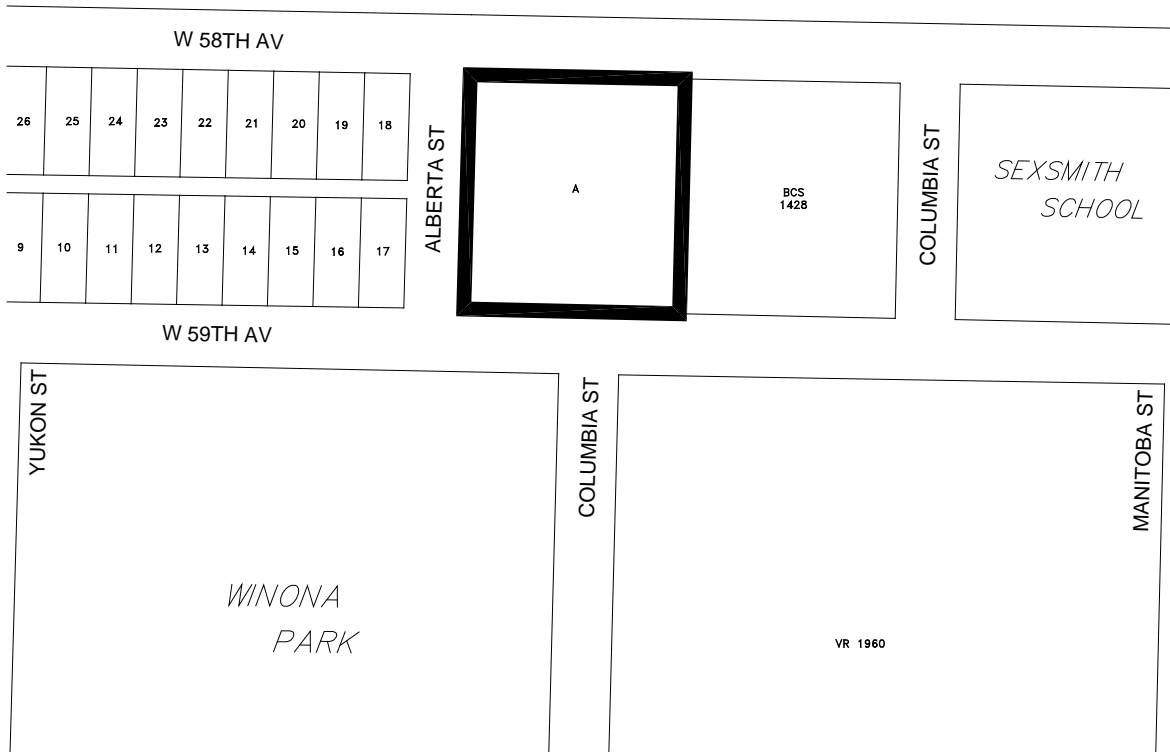 W 58TH AV
26
25
24
23
22
21
20
19
18
ALBERTA ST
A
BCS
1428
COLUMBIA ST
SEXSMITH
SCHOOL
9
10
11
12
13
14
15
16
17
W 59TH AV
YUKON ST
COLUMBIA ST
MANITOBA ST
WINONA
PARK
VR 1960